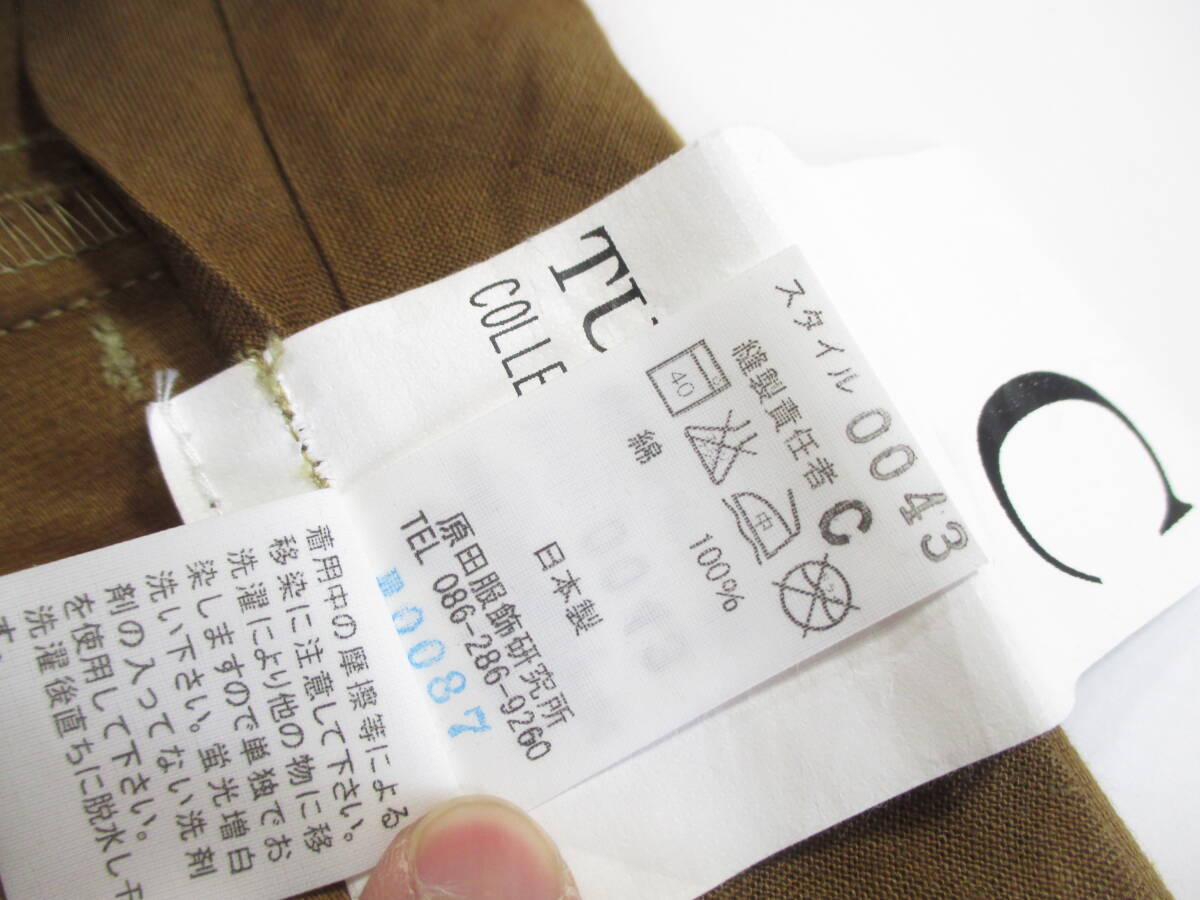 TU
COLLE
C
スタイル 0043
縫製責任者 C
40
中
綿 100%
日本製
原田服飾研究所
TEL 086-286-9260
0087
着用中の摩擦等による
移染に注意して下さい。
洗濯により他の物に移
染しますので単独でお
洗い下さい。蛍光増白
剤の入ってない洗剤
を使用して下さい。
洗濯後直ちに脱水し干
す。